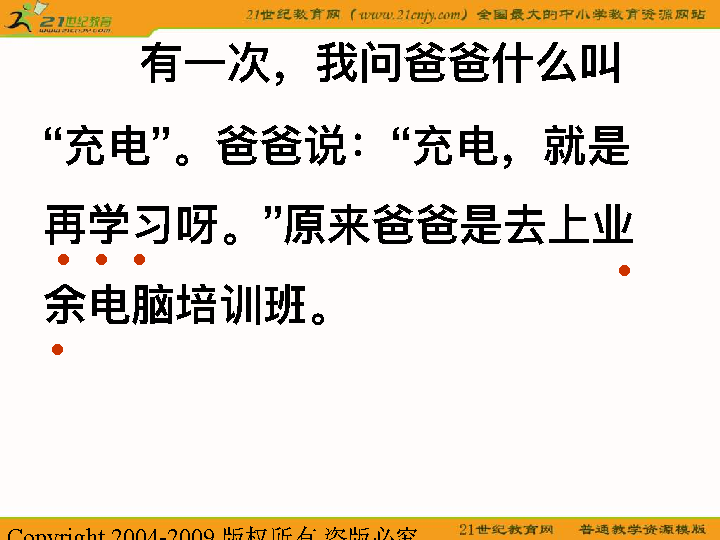 21世纪教育
21世纪教育网（www.21cnjy.com）全国最大的中小学教育资源网站
有一次，我问爸爸什么叫
“充电”。爸爸说：“充电，就是
再学习呀。”原来爸爸是去上业
余电脑培训班。
Copyright 2004-2009 版权所有 盗版必究
21世纪教育网 普通教学资源模版